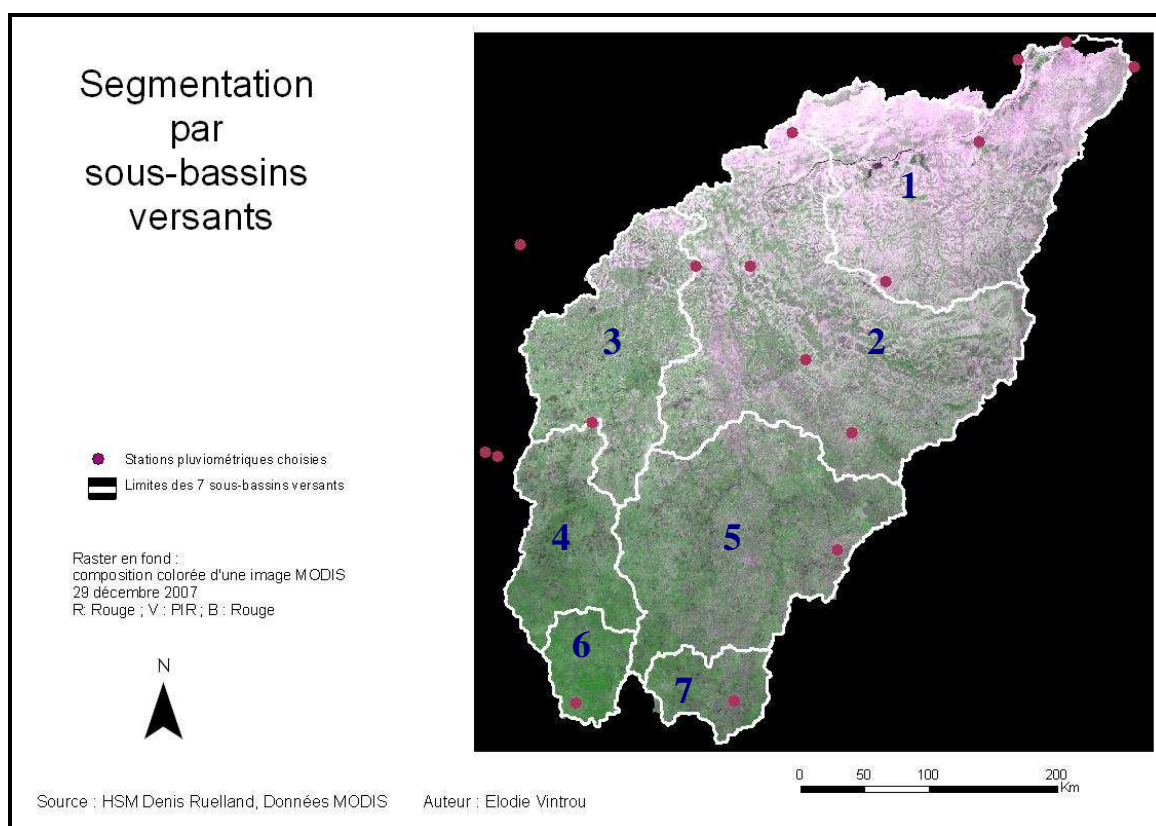 Segmentation
par
sous-bassins
versants
1
2
3
4
5
6
7
Stations pluviométriques choisies
Limites des 7 sous-bassins versants
Raster en fond :
composition colorée d'une image MODIS
29 décembre 2007
R: Rouge ; V : PIR ; B : Rouge
N
0 50 100 200
Km
Source : HSM Denis Ruelland, Données MODIS Auteur : Elodie Vintrou